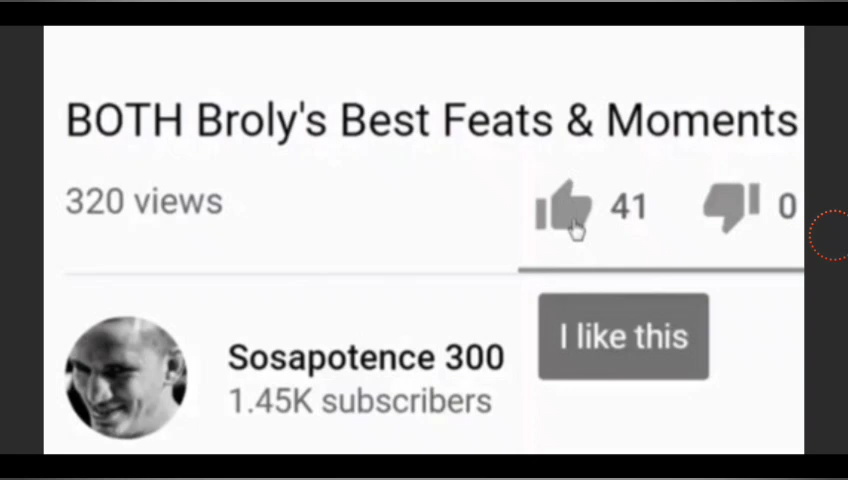 BOTH Broly's Best Feats & Moments
320 views
41
0
Sosapotence 300
1.45K subscribers
I like this